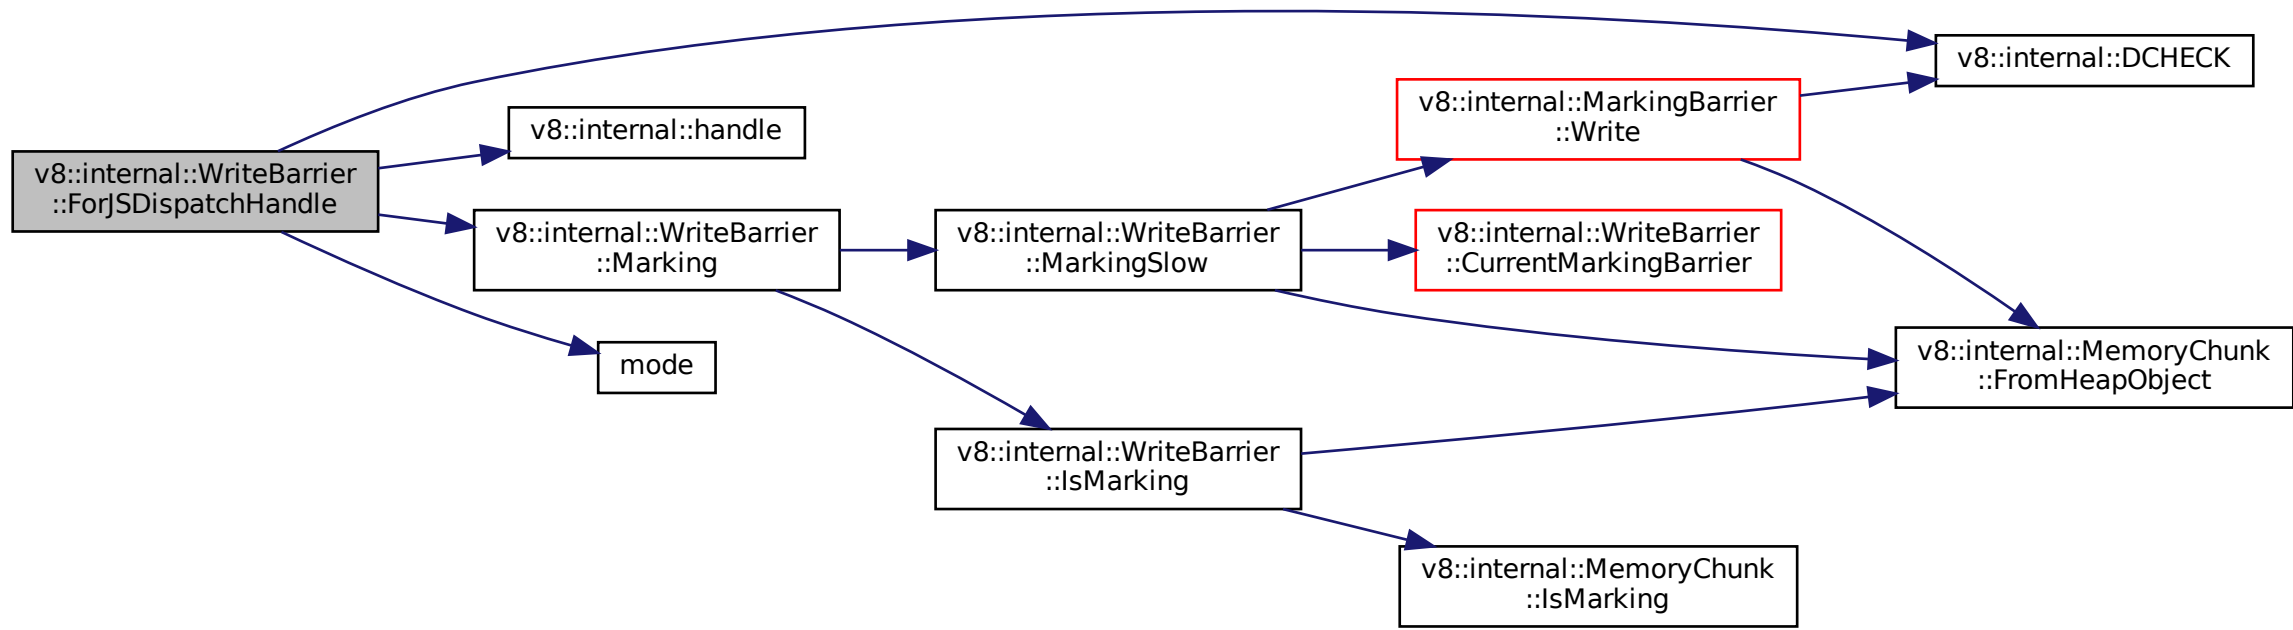 v8::internal::WriteBarrier
::ForJSDispatchHandle
v8::internal::DCHECK
v8::internal::handle
v8::internal::WriteBarrier
::Marking
mode
v8::internal::WriteBarrier
::MarkingSlow
v8::internal::WriteBarrier
::IsMarking
v8::internal::MarkingBarrier
::Write
v8::internal::WriteBarrier
::CurrentMarkingBarrier
v8::internal::MemoryChunk
::FromHeapObject
v8::internal::MemoryChunk
::IsMarking